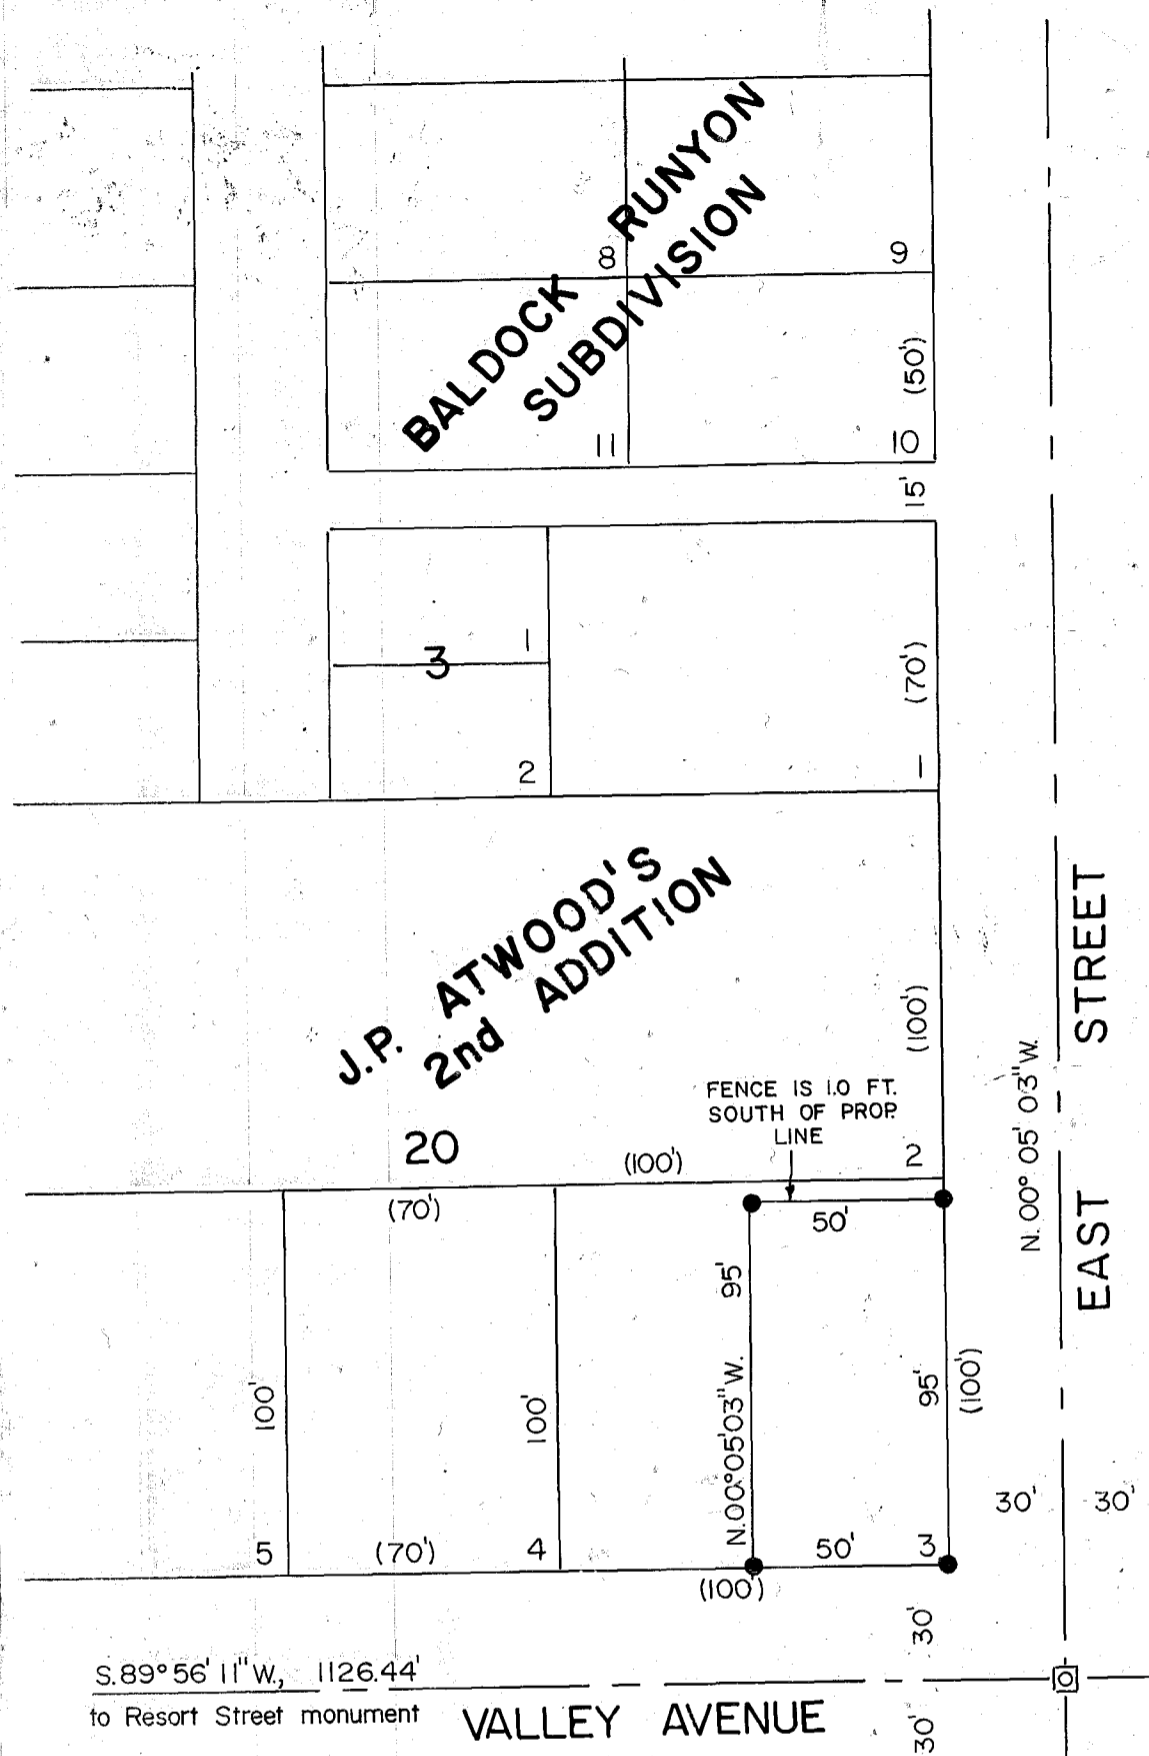 BALDOCK RUNYON
SUBDIVISION
8
9
(50')
11
10
15'
3
1
2
(70')
1
J.P. ATWOOD'S
2nd ADDITION
20
(100')
FENCE IS 1.0 FT.
SOUTH OF PROP.
LINE
2
(100')
(70')
50'
95'
N.00°05'03"W.
95'
(100')
100'
100'
5
(70')
4
50'
3
(100')
N. 00° 05' 03"W.
EAST STREET
30'
30'
30'
30'
S.89°56' 11"W., 1126.44'
to Resort Street monument
VALLEY AVENUE